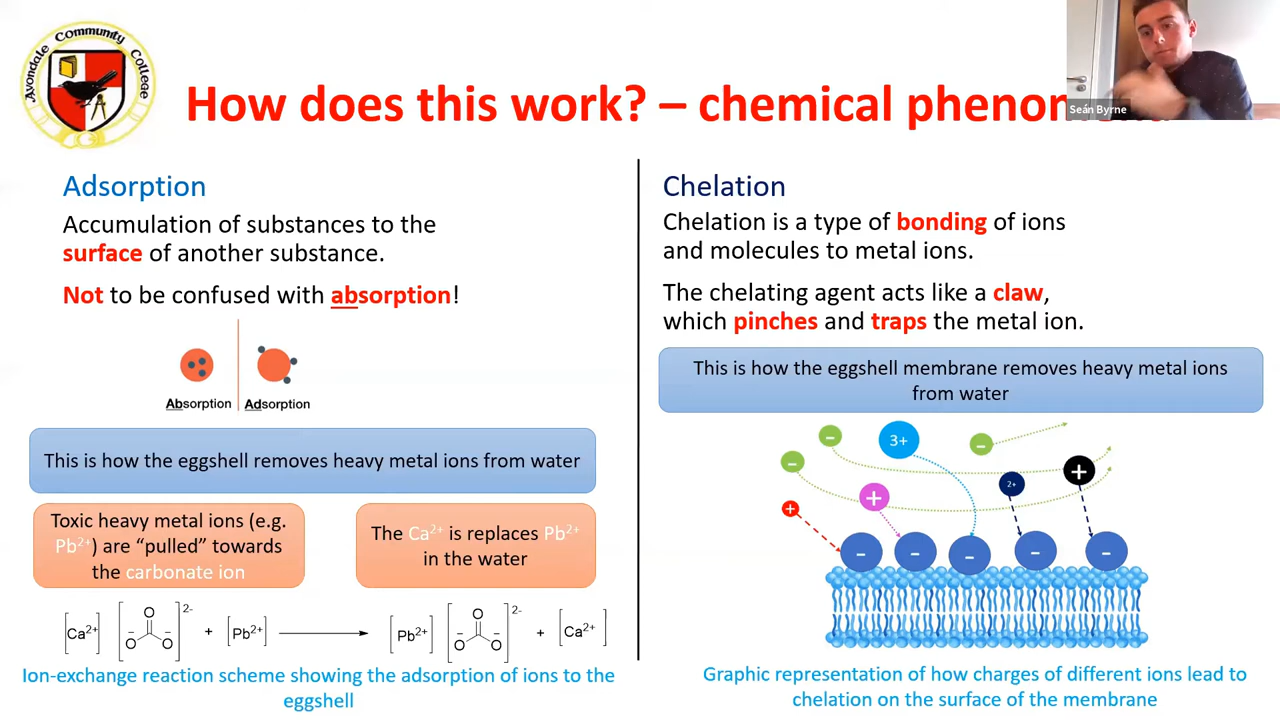 Avondale Community College
How does this work? – chemical phenom
Seán Byrne
Adsorption
Accumulation of substances to the
surface of another substance.
Not to be confused with absorption!
Absorption
Adsorption
This is how the eggshell removes heavy metal ions from water
Toxic heavy metal ions (e.g.
Pb²⁺) are “pulled” towards
the carbonate ion
The Ca²⁺ is replaces Pb²⁺
in the water
[Ca²⁺] [O O⁻ O⁻]²⁻ + [Pb²⁺] → [Pb²⁺] [O O⁻ O⁻]²⁻ + [Ca²⁺]
Ion-exchange reaction scheme showing the adsorption of ions to the
eggshell
Chelation
Chelation is a type of bonding of ions
and molecules to metal ions.
The chelating agent acts like a claw,
which pinches and traps the metal ion.
This is how the eggshell membrane removes heavy metal ions
from water
− 3+ −
− + 2+ +
+
− − − − −
Graphic representation of how charges of different ions lead to
chelation on the surface of the membrane